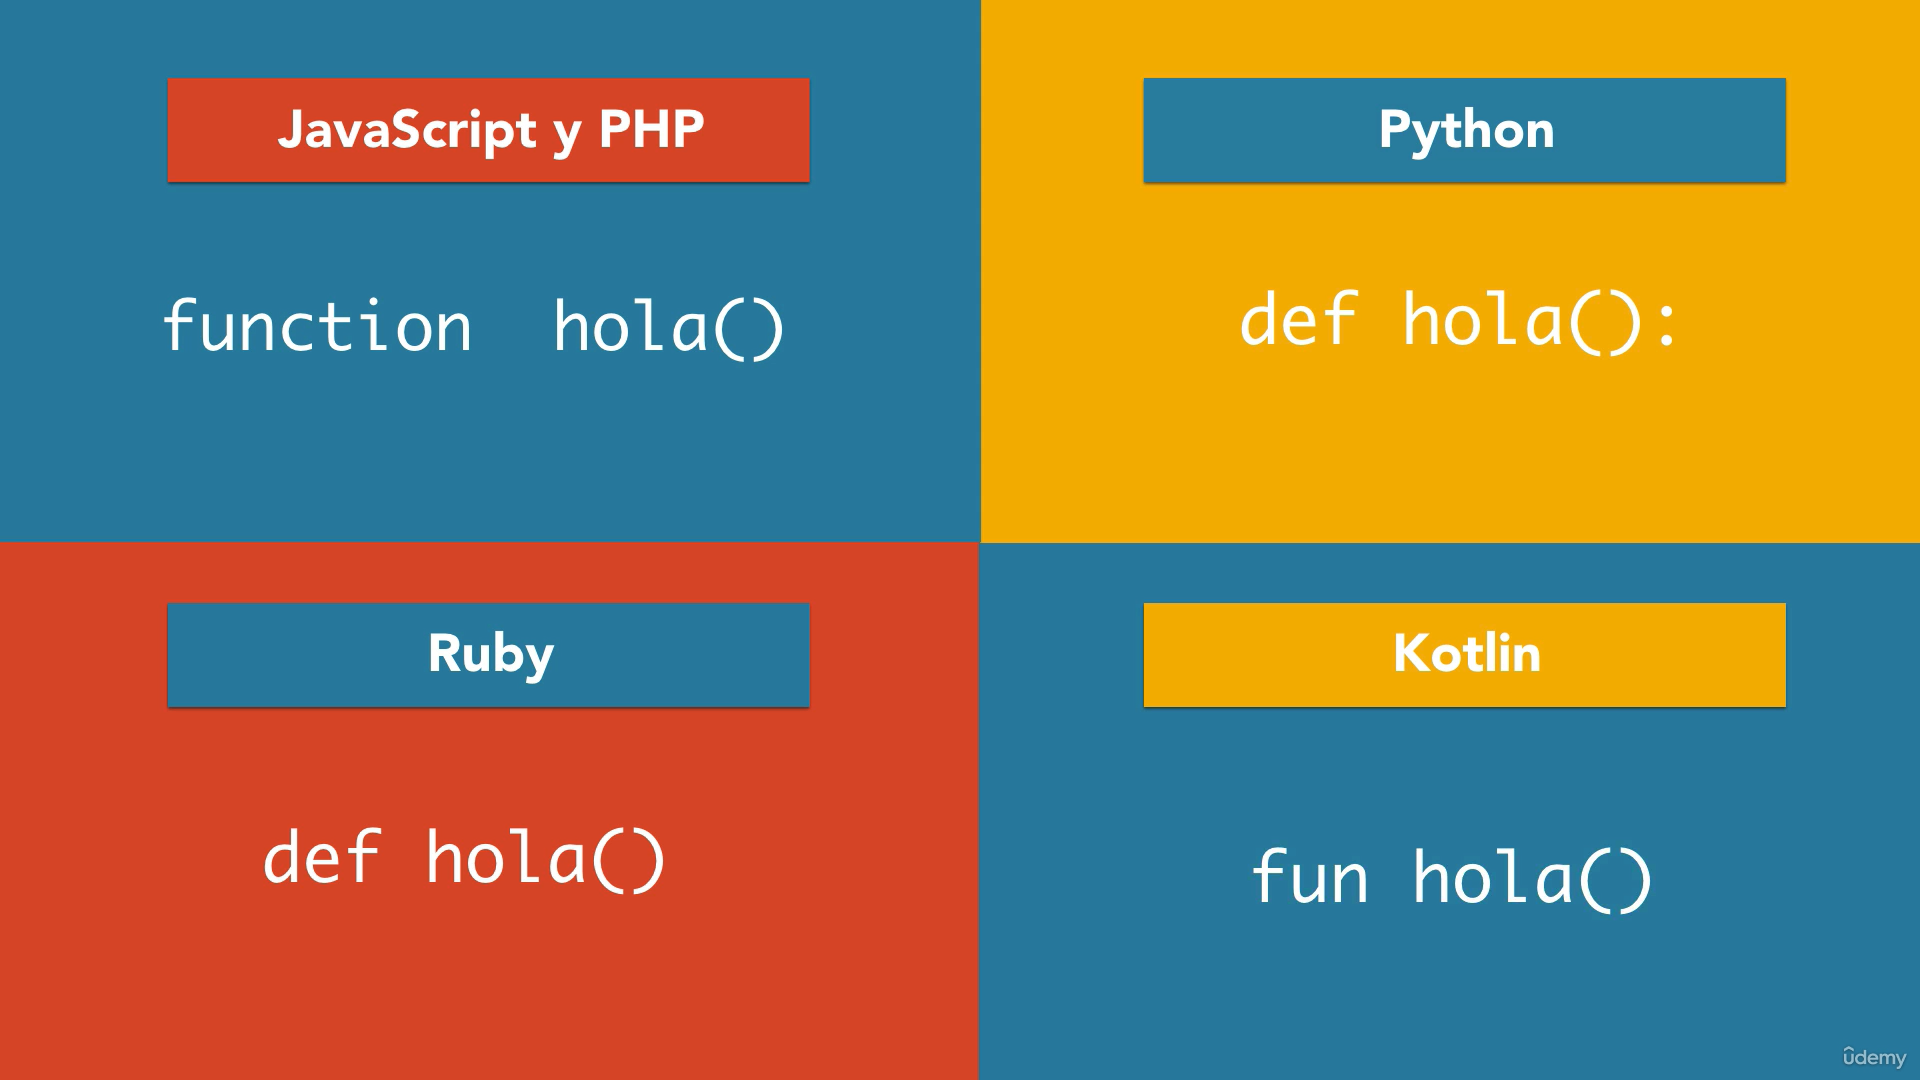 JavaScript y PHP
function  hola()
Python
def hola():
Ruby
def hola()
Kotlin
fun hola()
ûdemy